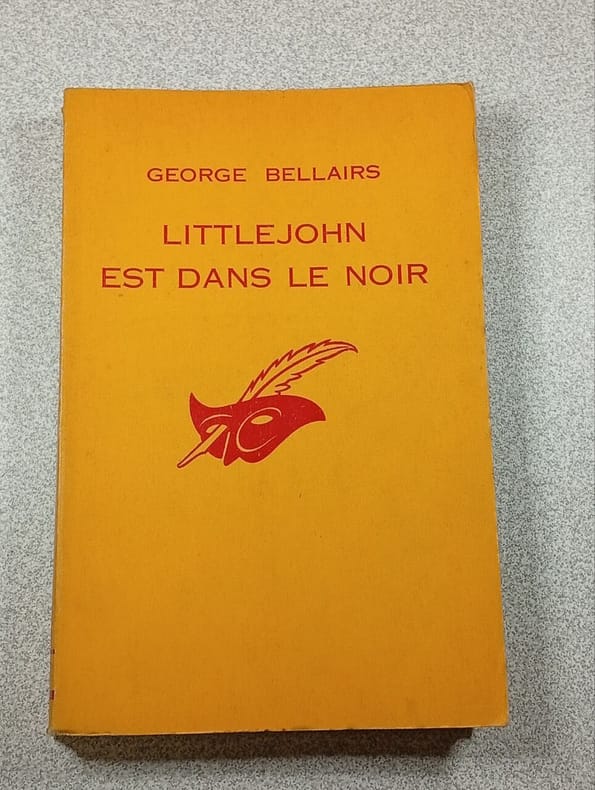 GEORGE BELLAIRS
LITTLEJOHN
EST DANS LE NOIR